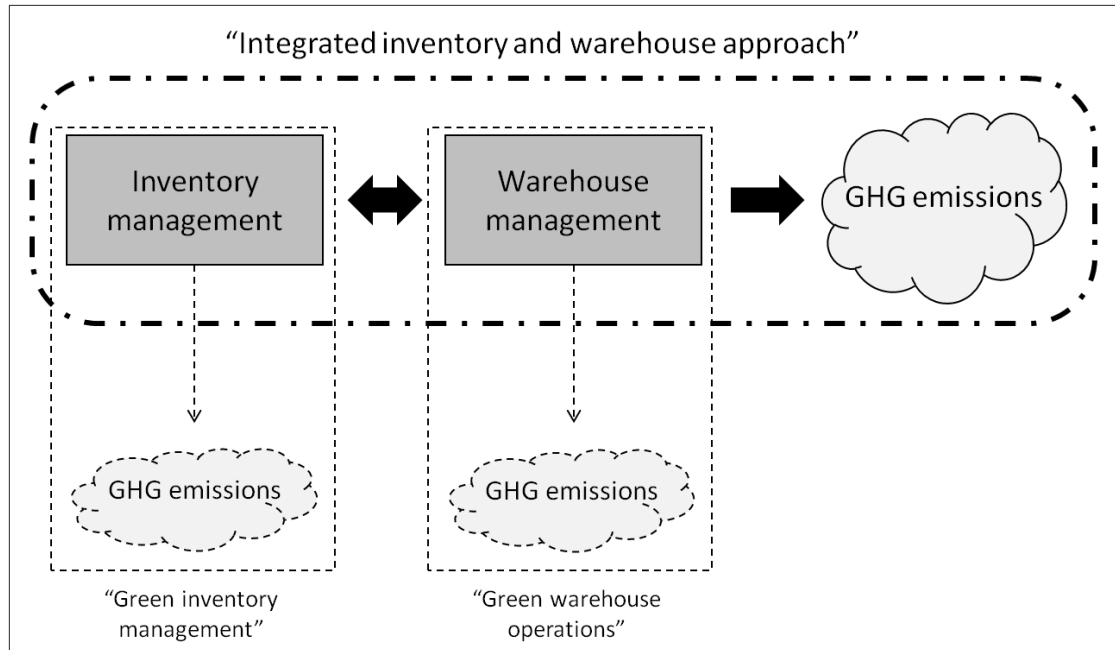 “Integrated inventory and warehouse approach”
Inventory
management
Warehouse
management
GHG emissions
GHG emissions
GHG emissions
“Green inventory
management”
“Green warehouse
operations”